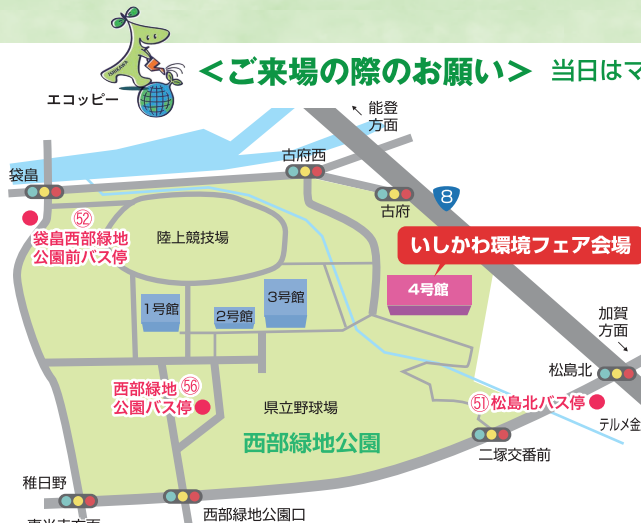 エコッピー
＜ご来場の際のお願い＞ 当日はマ
能登
方面
古府西
袋畠
8
古府
52
袋畠西部緑地
公園前バス停
陸上競技場
いしかわ環境フェア会場
4号館
3号館
1号館
2号館
加賀
方面
松島北
西部緑地 56
公園バス停
県立野球場
51 松島北バス停
テルメ金
西部緑地公園
二塚交番前
稚日野
西部緑地公園口